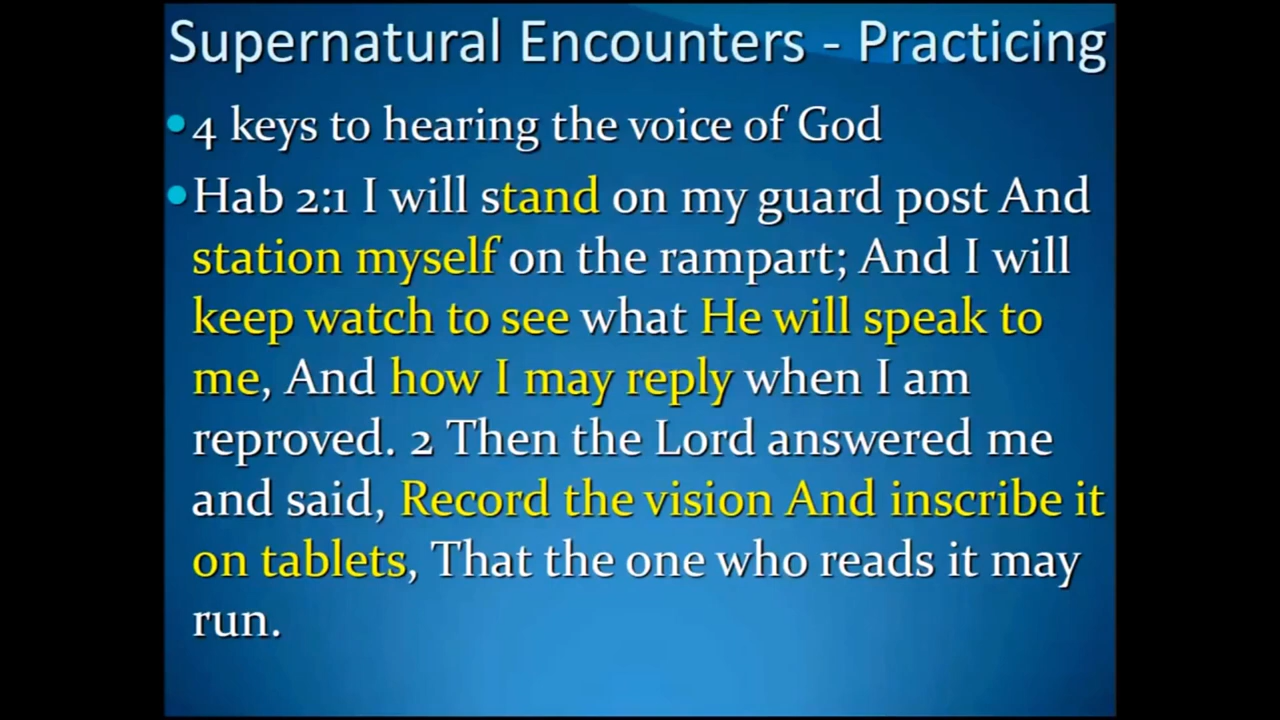 Supernatural Encounters - Practicing
• 4 keys to hearing the voice of God
• Hab 2:1 I will stand on my guard post And
station myself on the rampart; And I will
keep watch to see what He will speak to
me, And how I may reply when I am
reproved. 2 Then the Lord answered me
and said, Record the vision And inscribe it
on tablets, That the one who reads it may
run.